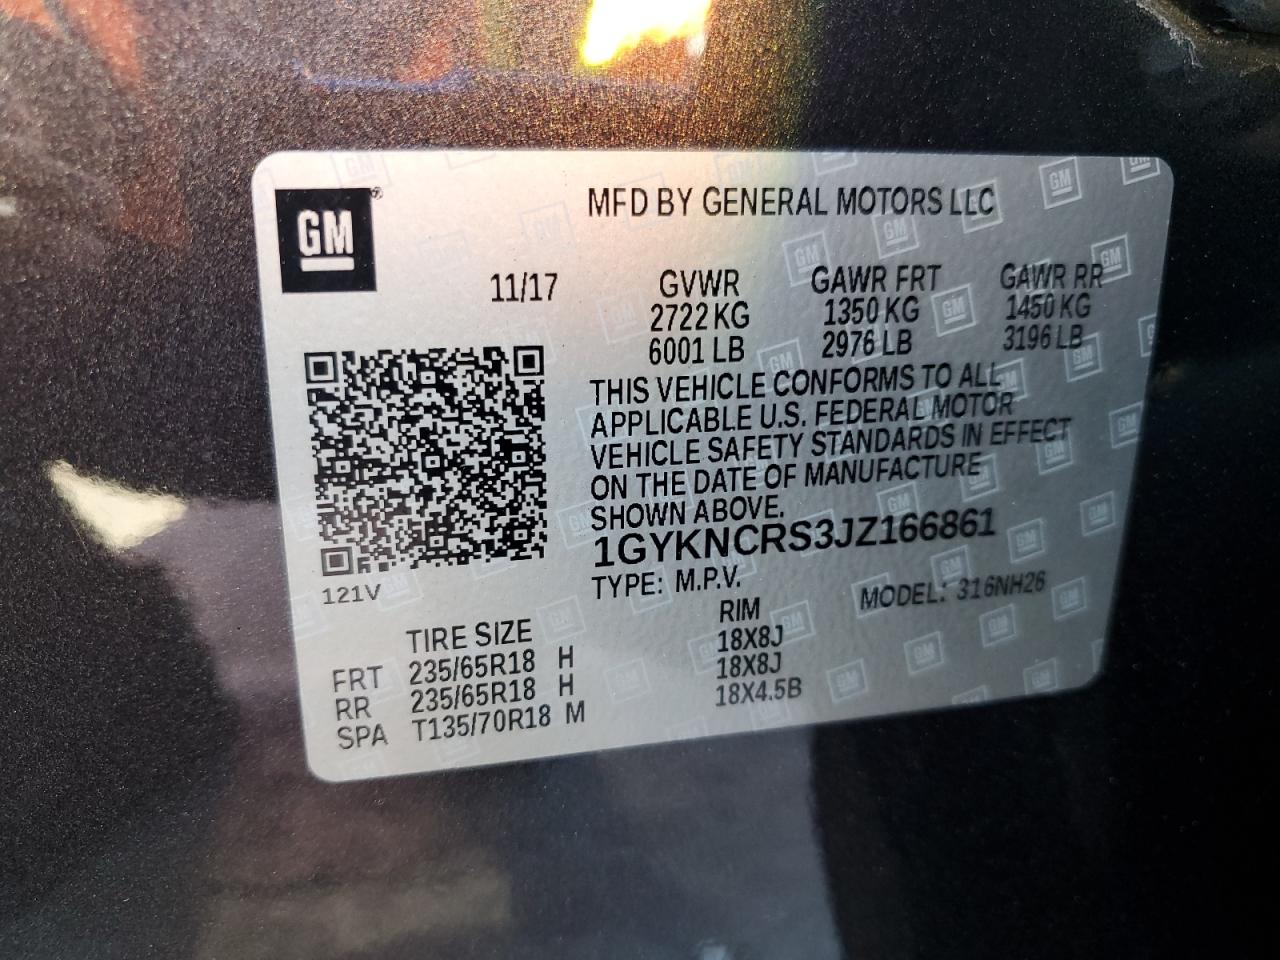 GM®
MFD BY GENERAL MOTORS LLC
11/17 GVWR GAWR FRT GAWR RR
2722 KG 1350 KG 1450 KG
6001 LB 2976 LB 3196 LB
THIS VEHICLE CONFORMS TO ALL
APPLICABLE U.S. FEDERAL MOTOR
VEHICLE SAFETY STANDARDS IN EFFECT
ON THE DATE OF MANUFACTURE
SHOWN ABOVE.
1GYKNCRS3JZ166861
121V
TYPE: M.P.V. MODEL: 316NH26
TIRE SIZE RIM
FRT 235/65R18 H 18X8J
RR 235/65R18 H 18X8J
SPA T135/70R18 M 18X4.5B